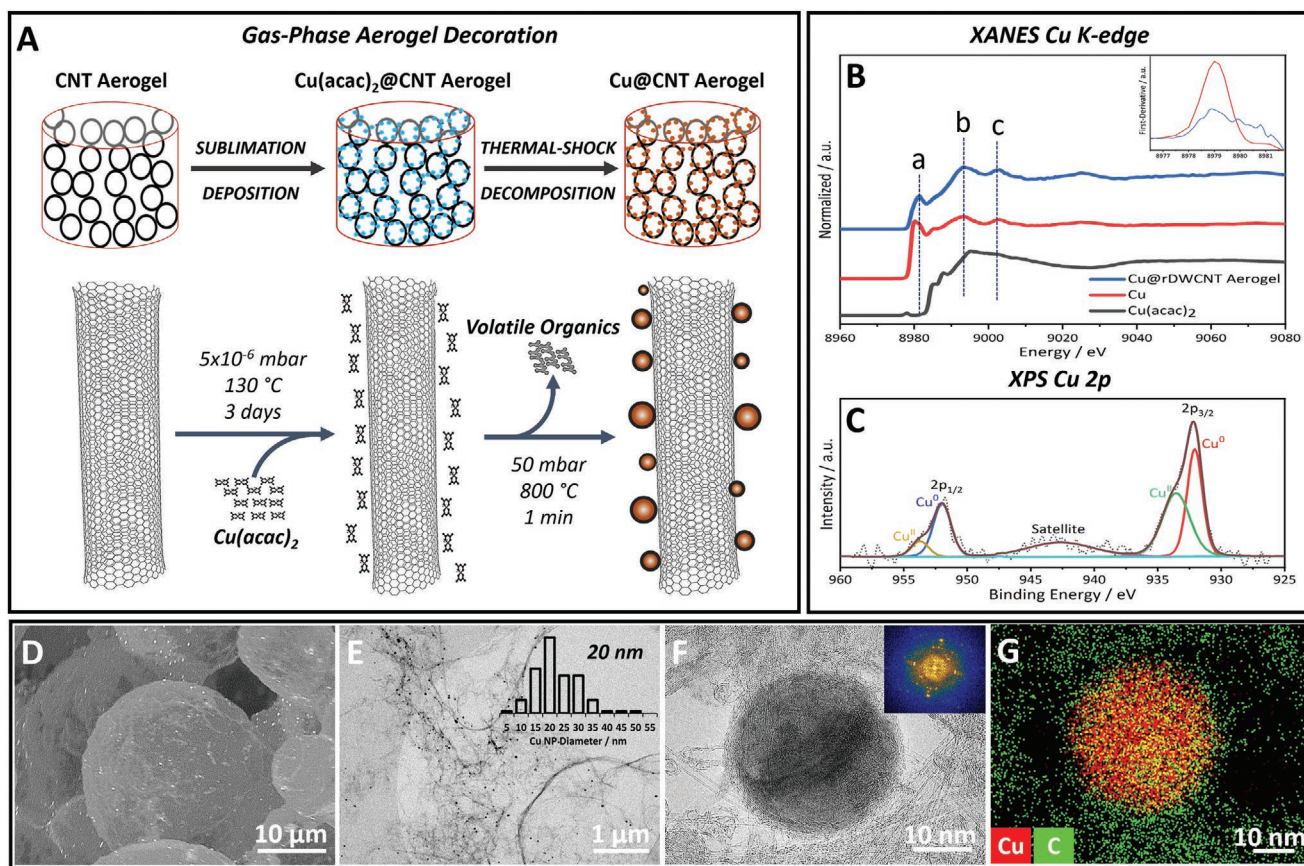 A
Gas-Phase Aerogel Decoration
CNT Aerogel
Cu(acac)2@CNT Aerogel
Cu@CNT Aerogel
SUBLIMATION
DEPOSITION
THERMAL-SHOCK
DECOMPOSITION
5x10-6 mbar
130 °C
3 days
Cu(acac)2
Volatile Organics
50 mbar
800 °C
1 min
XANES Cu K-edge
B
a
b
c
Normalized / a.u.
First-Derivative / a.u.
8977 8978 8979 8980 8981
Cu@rDWCNT Aerogel
Cu
Cu(acac)2
8960 8980 9000 9020 9040 9060 9080
Energy / eV
XPS Cu 2p
C
Intensity / a.u.
2p3/2
Cu0
CuII
2p1/2
Cu0
CuII
Satellite
960 955 950 945 940 935 930 925
Binding Energy / eV
D
10 µm
E
20 nm
5 10 15 20 25 30 35 40 45 50 55
Cu NP-Diameter / nm
1 µm
F
10 nm
G
Cu C
10 nm